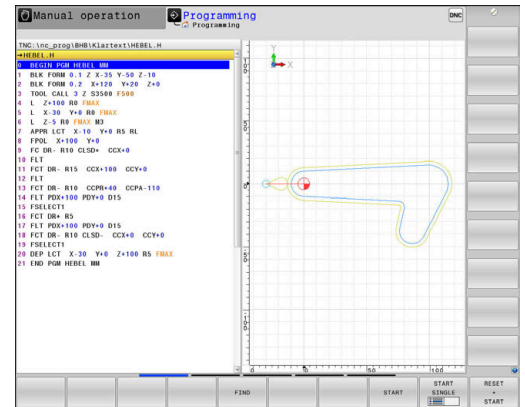 Manual operation
Programming
Programming
DNC
TNC:\nc_prog\BHB\Klartext\HEBEL.H
→HEBEL.H
0 BEGIN PGM HEBEL MM
1 BLK FORM 0.1 Z X-35 Y-50 Z-10
2 BLK FORM 0.2 X+120 Y+20 Z+0
3 TOOL CALL 3 Z S3500 F500
4 L Z+100 R0 FMAX
5 L X-30 Y+0 R0 FMAX
6 L Z-5 R0 FMAX M3
7 APPR LCT X-10 Y+0 R5 RL
8 FPOL X+100 Y+0
9 FC DR- R10 CLSD+ CCX+0
10 FLT
11 FCT DR- R15 CCX+100 CCY+0
12 FLT
13 FCT DR- R10 CCPR+40 CCPA-110
14 FLT PDX+100 PDY+0 D15
15 FSELECT1
16 FCT DR+ R5
17 FLT PDX+100 PDY+0 D15
18 FCT DR- R10 CLSD- CCX+0 CCY+0
19 FSELECT1
20 DEP LCT X-30 Y+0 Z+100 R5 FMAX
21 END PGM HEBEL MM
Y
X
0 50 100
FIND
START
START
SINGLE
RESET
+
START